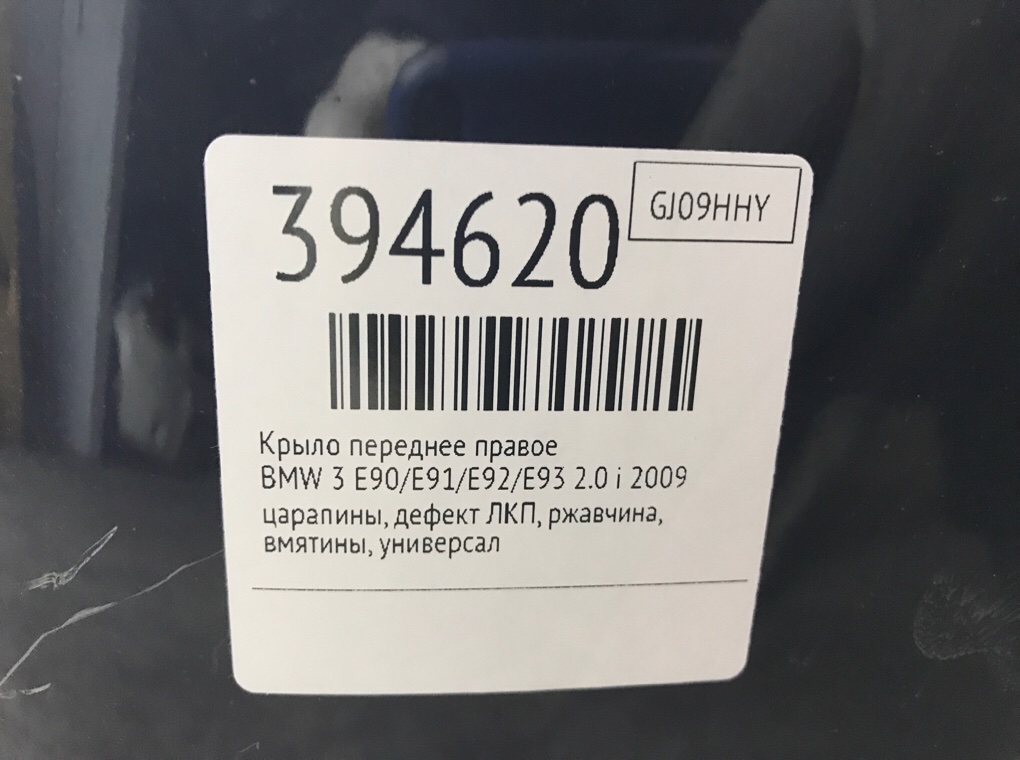 394620
GJ09HHY
Крыло переднее правое
BMW 3 E90/E91/E92/E93 2.0 i 2009
царапины, дефект ЛКП, ржавчина,
вмятины, универсал